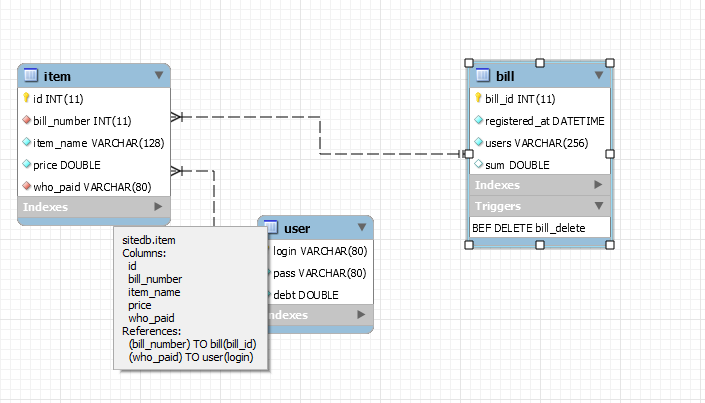 item
id INT(11)
bill_number INT(11)
item_name VARCHAR(128)
price DOUBLE
who_paid VARCHAR(80)
Indexes
bill
bill_id INT(11)
registered_at DATETIME
users VARCHAR(256)
sum DOUBLE
Indexes
Triggers
BEF DELETE bill_delete
user
login VARCHAR(80)
pass VARCHAR(80)
debt DOUBLE
ndexes
sitedb.item
Columns:
id
bill_number
item_name
price
who_paid
References:
(bill_number) TO bill(bill_id)
(who_paid) TO user(login)